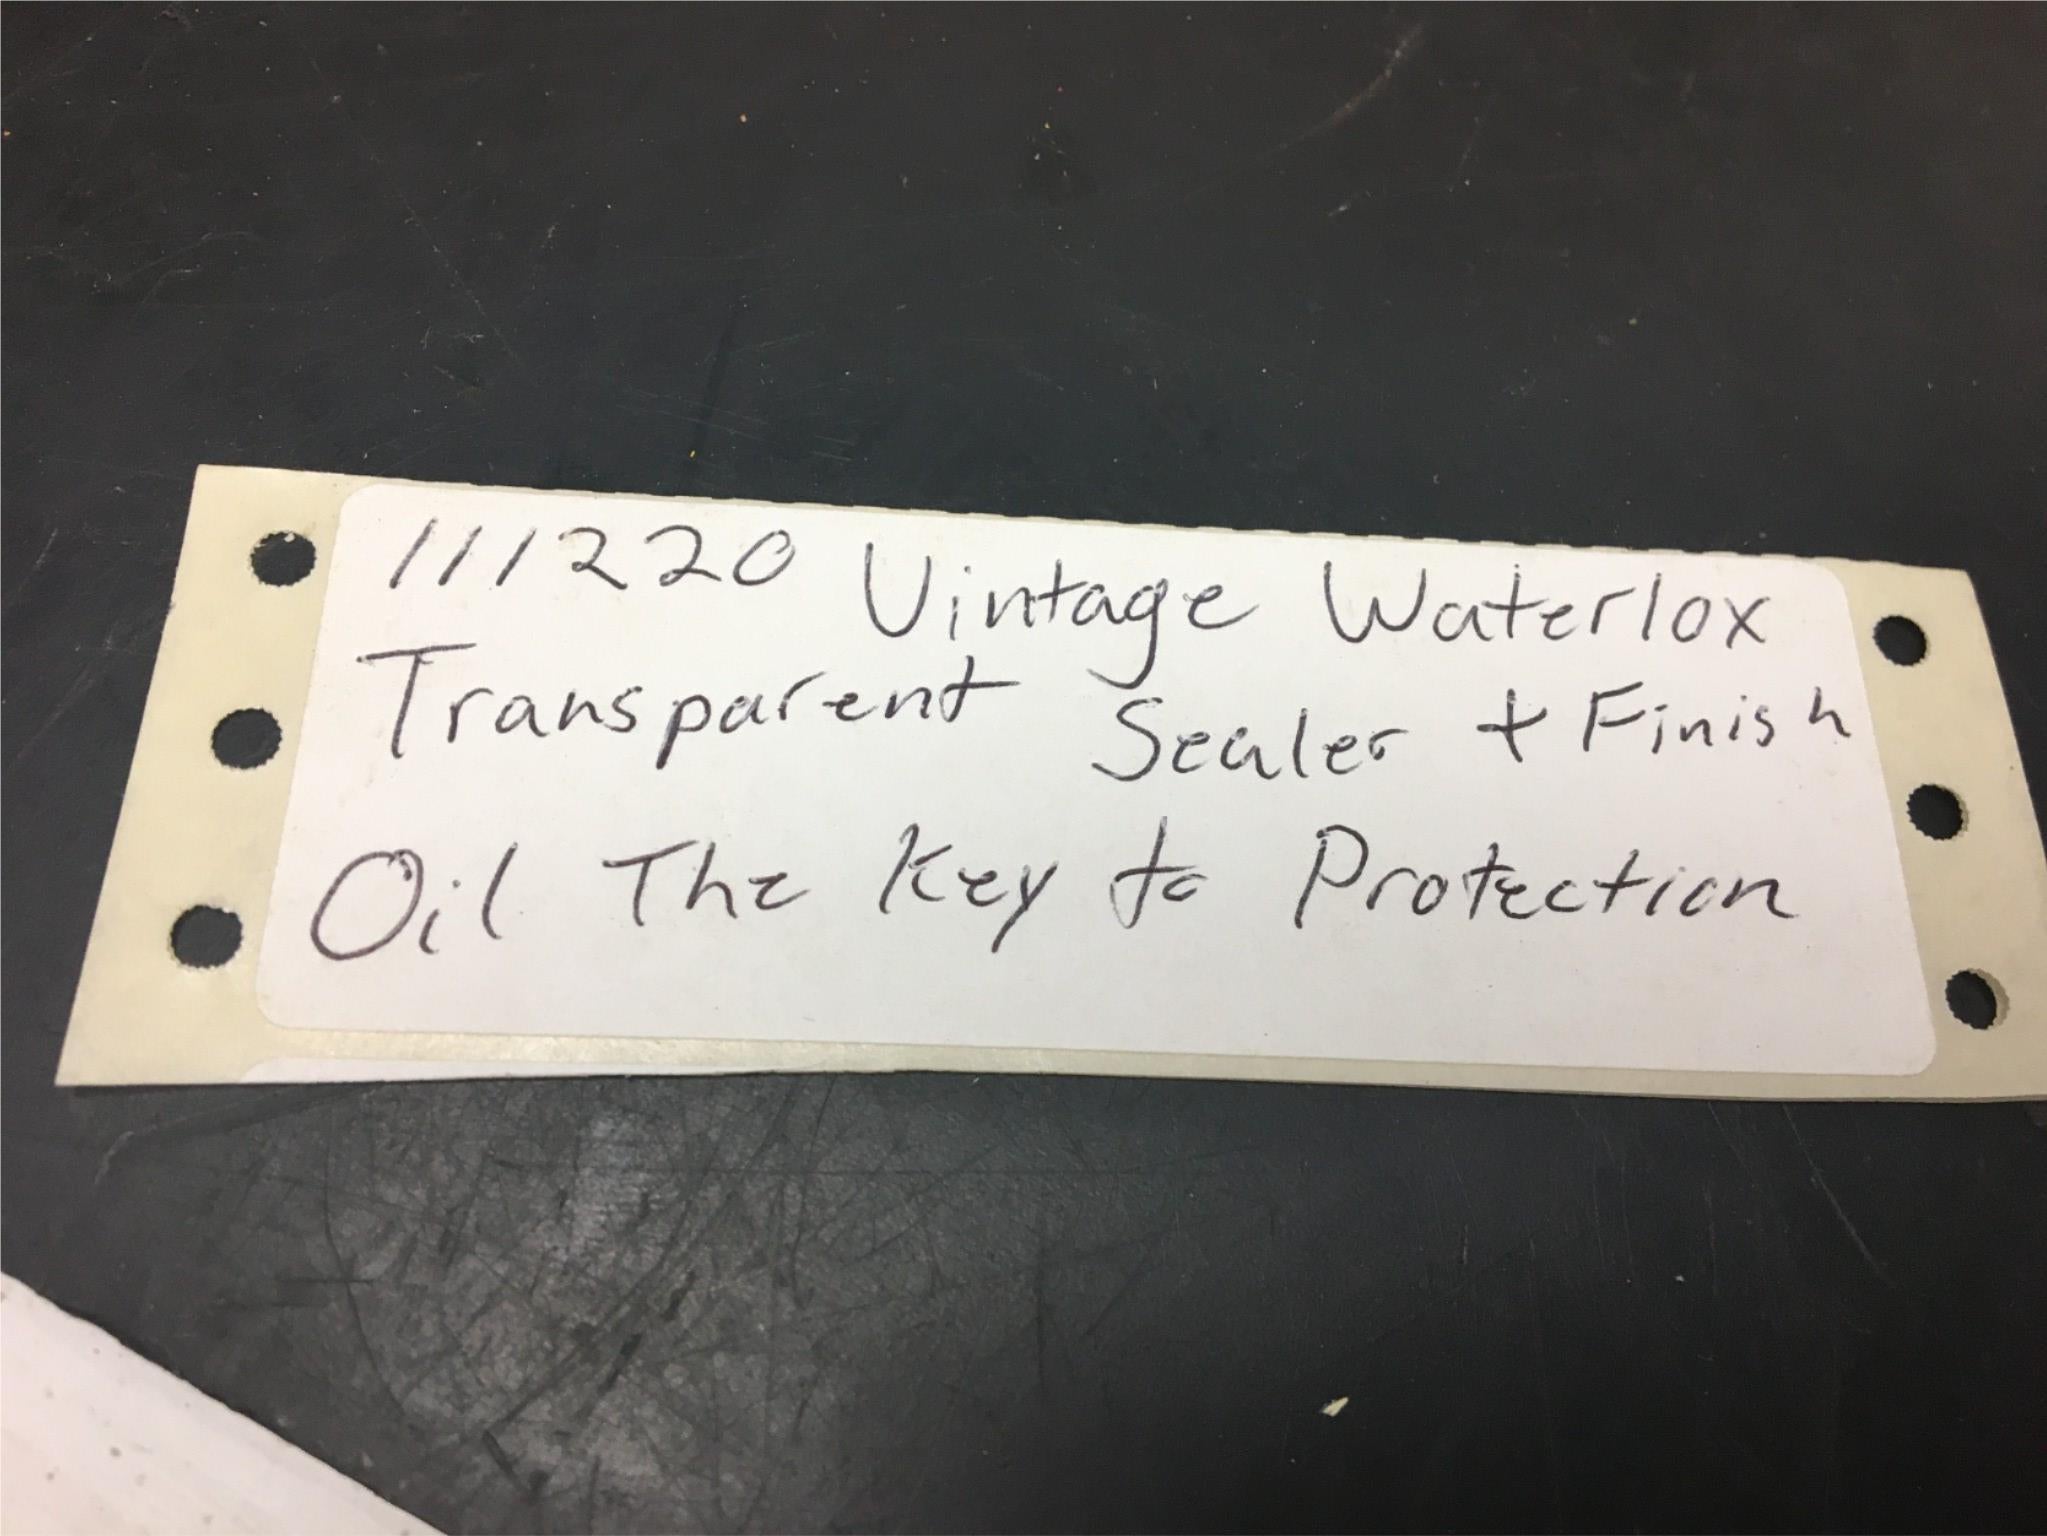 111220 Vintage Waterlox
Transparent Sealer + Finish
Oil The Key to Protection